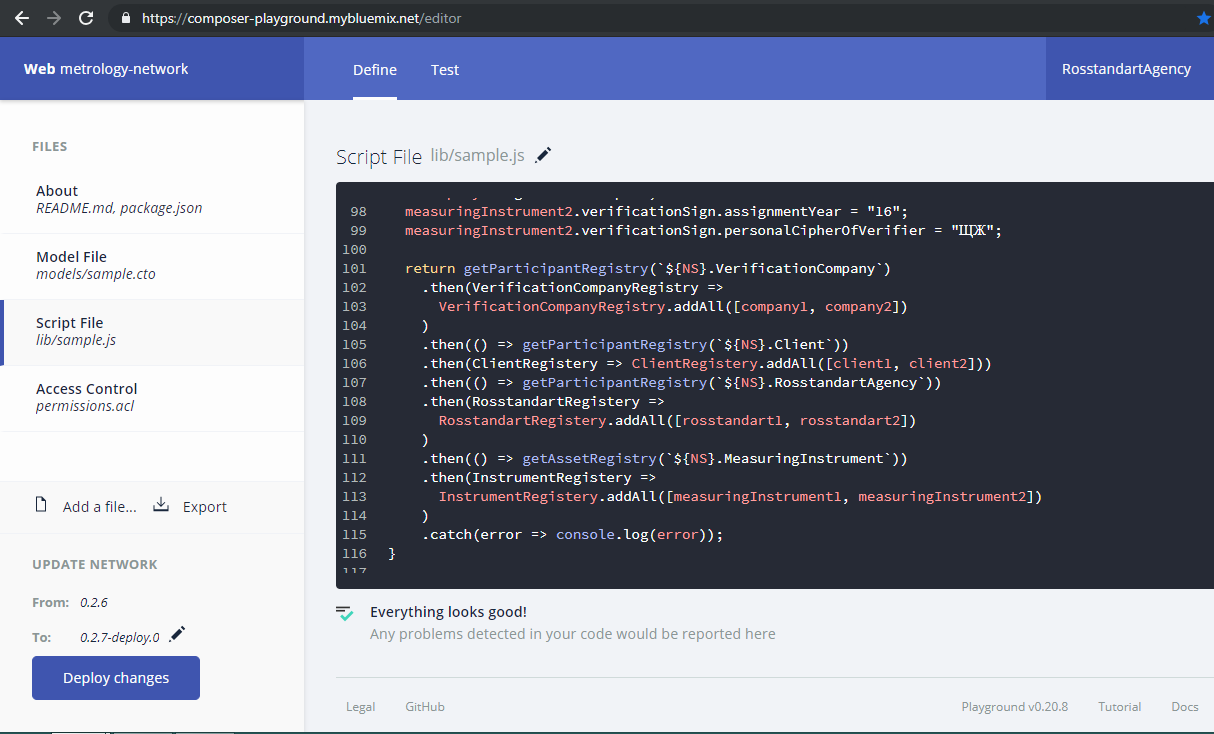 https://composer-playground.mybluemix.net/editor
Web metrology-network
Define
Test
RosstandartAgency
FILES
About
README.md, package.json
Model File
models/sample.cto
Script File
lib/sample.js
Access Control
permissions.acl
Add a file...
Export
UPDATE NETWORK
From: 0.2.6
To: 0.2.7-deploy.0
Deploy changes
Script File lib/sample.js
98 measuringInstrument2.verificationSign.assignmentYear = "16";
99 measuringInstrument2.verificationSign.personalCipherOfVerifier = "ЩЖ";
100
101 return getParticipantRegistry(`${NS}.VerificationCompany`)
102 .then(VerificationCompanyRegistry =>
103 VerificationCompanyRegistry.addAll([company1, company2])
104 )
105 .then(() => getParticipantRegistry(`${NS}.Client`))
106 .then(ClientRegistery => ClientRegistery.addAll([client1, client2]))
107 .then(() => getParticipantRegistry(`${NS}.RosstandartAgency`))
108 .then(RosstandartRegistery =>
109 RosstandartRegistery.addAll([rosstandart1, rosstandart2])
110 )
111 .then(() => getAssetRegistry(`${NS}.MeasuringInstrument`))
112 .then(InstrumentRegistery =>
113 InstrumentRegistery.addAll([measuringInstrument1, measuringInstrument2])
114 )
115 .catch(error => console.log(error));
116 }
117
Everything looks good!
Any problems detected in your code would be reported here
Legal
GitHub
Playground v0.20.8
Tutorial
Docs